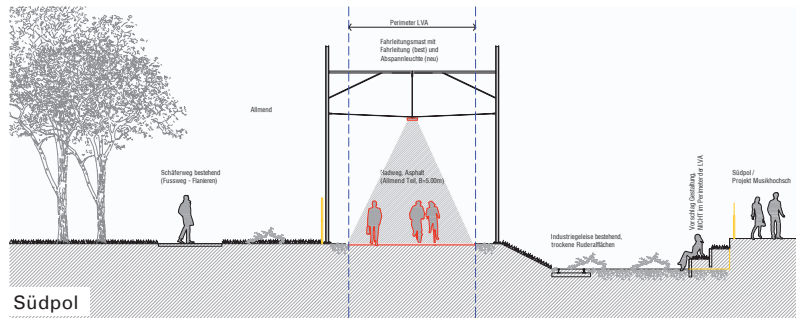 Perimeter LVA
Fahrleitungsmast mit
Fahrleitung (best) und
Abspannleuchte (neu)
Allmend
Schäferweg bestehend
(Fussweg - Flanieren)
Radweg, Asphalt
(Allmend Teil, B=5.00m)
Industriegeleise bestehend,
trockene Ruderalflächen
Vorschlag Gestaltung,
NICHT im Perimeter der LVA
Südpol /
Projekt Musikhochsch
Südpol